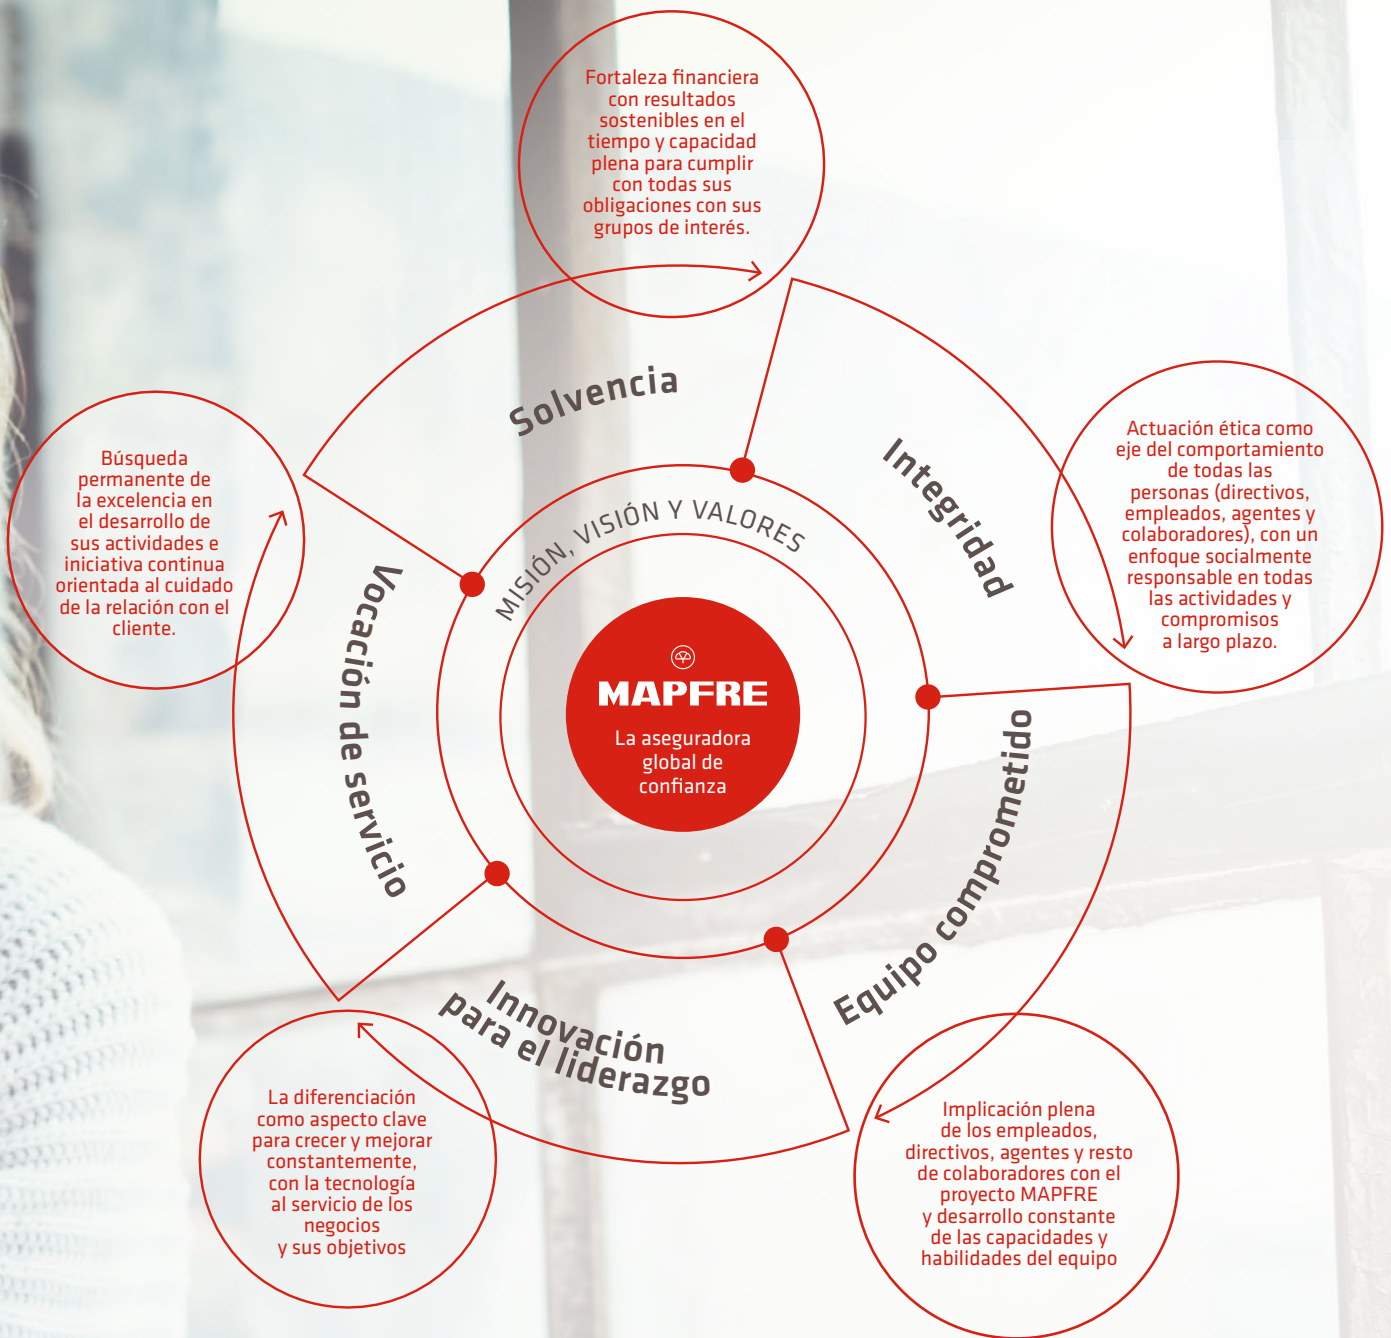 Fortaleza financiera
con resultados
sostenibles en el
tiempo y capacidad
plena para cumplir
con todas sus
obligaciones con sus
grupos de interés.
Solvencia
Integridad
Actuación ética como
eje del comportamiento
de todas las
personas (directivos,
empleados, agentes y
colaboradores), con un
enfoque socialmente
responsable en todas
las actividades y
compromisos
a largo plazo.
Búsqueda
permanente de
la excelencia en
el desarrollo de
sus actividades e
iniciativa continua
orientada al cuidado
de la relación con el
cliente.
MISIÓN, VISIÓN Y VALORES
Vocación de servicio
MAPFRE
La aseguradora
global de
confianza
Equipo comprometido
Innovación
para el liderazgo
La diferenciación
como aspecto clave
para crecer y mejorar
constantemente,
con la tecnología
al servicio de los
negocios
y sus objetivos
Implicación plena
de los empleados,
directivos, agentes y resto
de colaboradores con el
proyecto MAPFRE
y desarrollo constante
de las capacidades y
habilidades del equipo